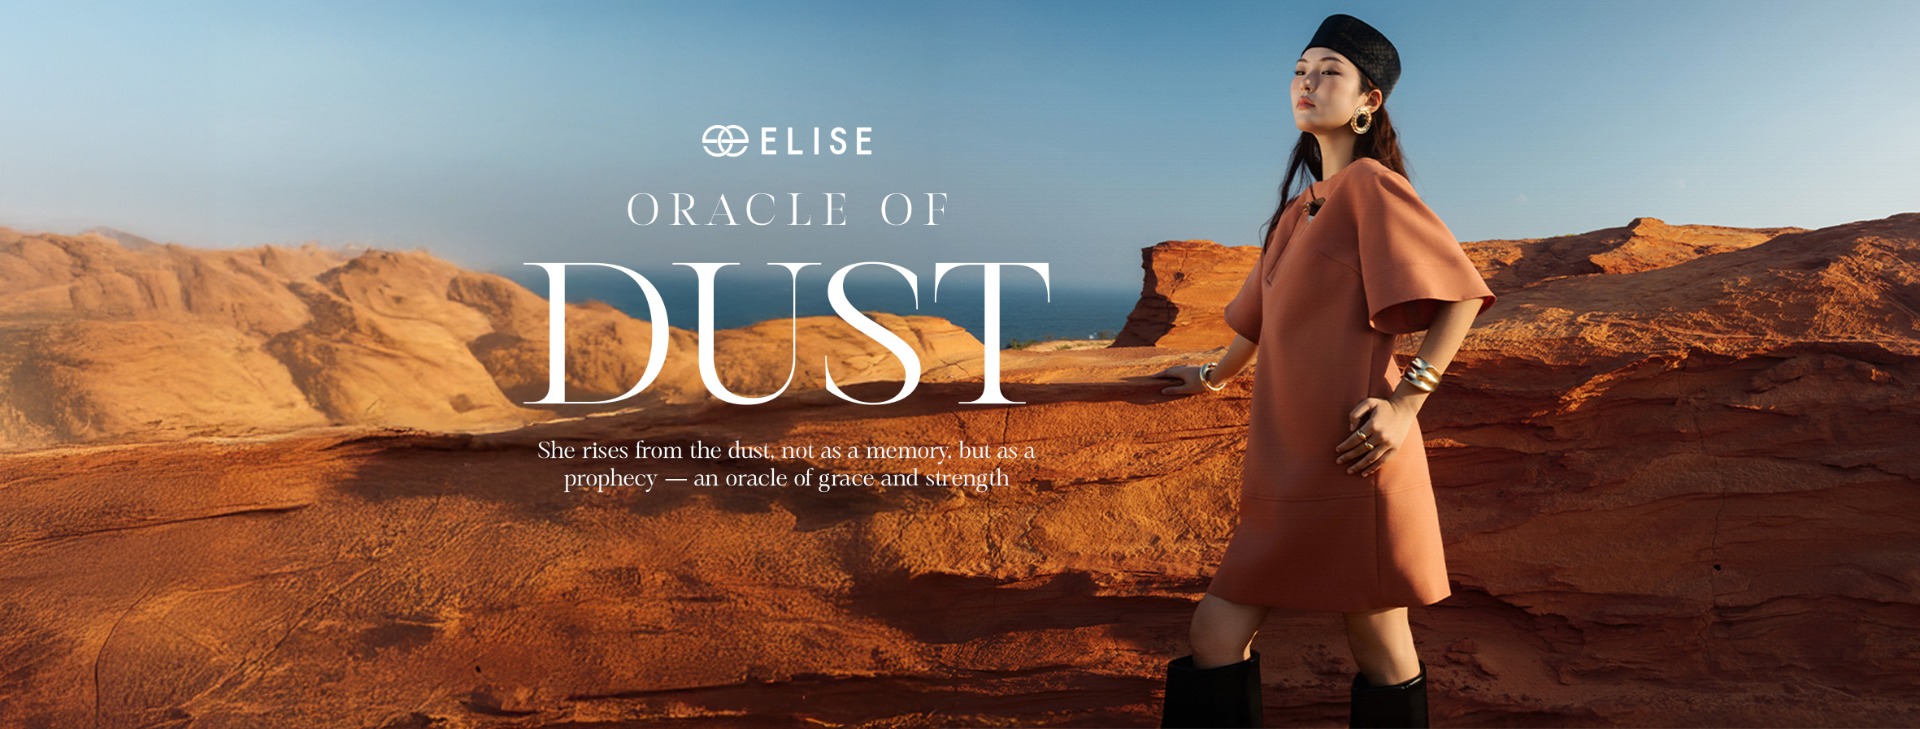 ELISE
ORACLE OF
DUST
She rises from the dust, not as a memory, but as a
prophecy — an oracle of grace and strength